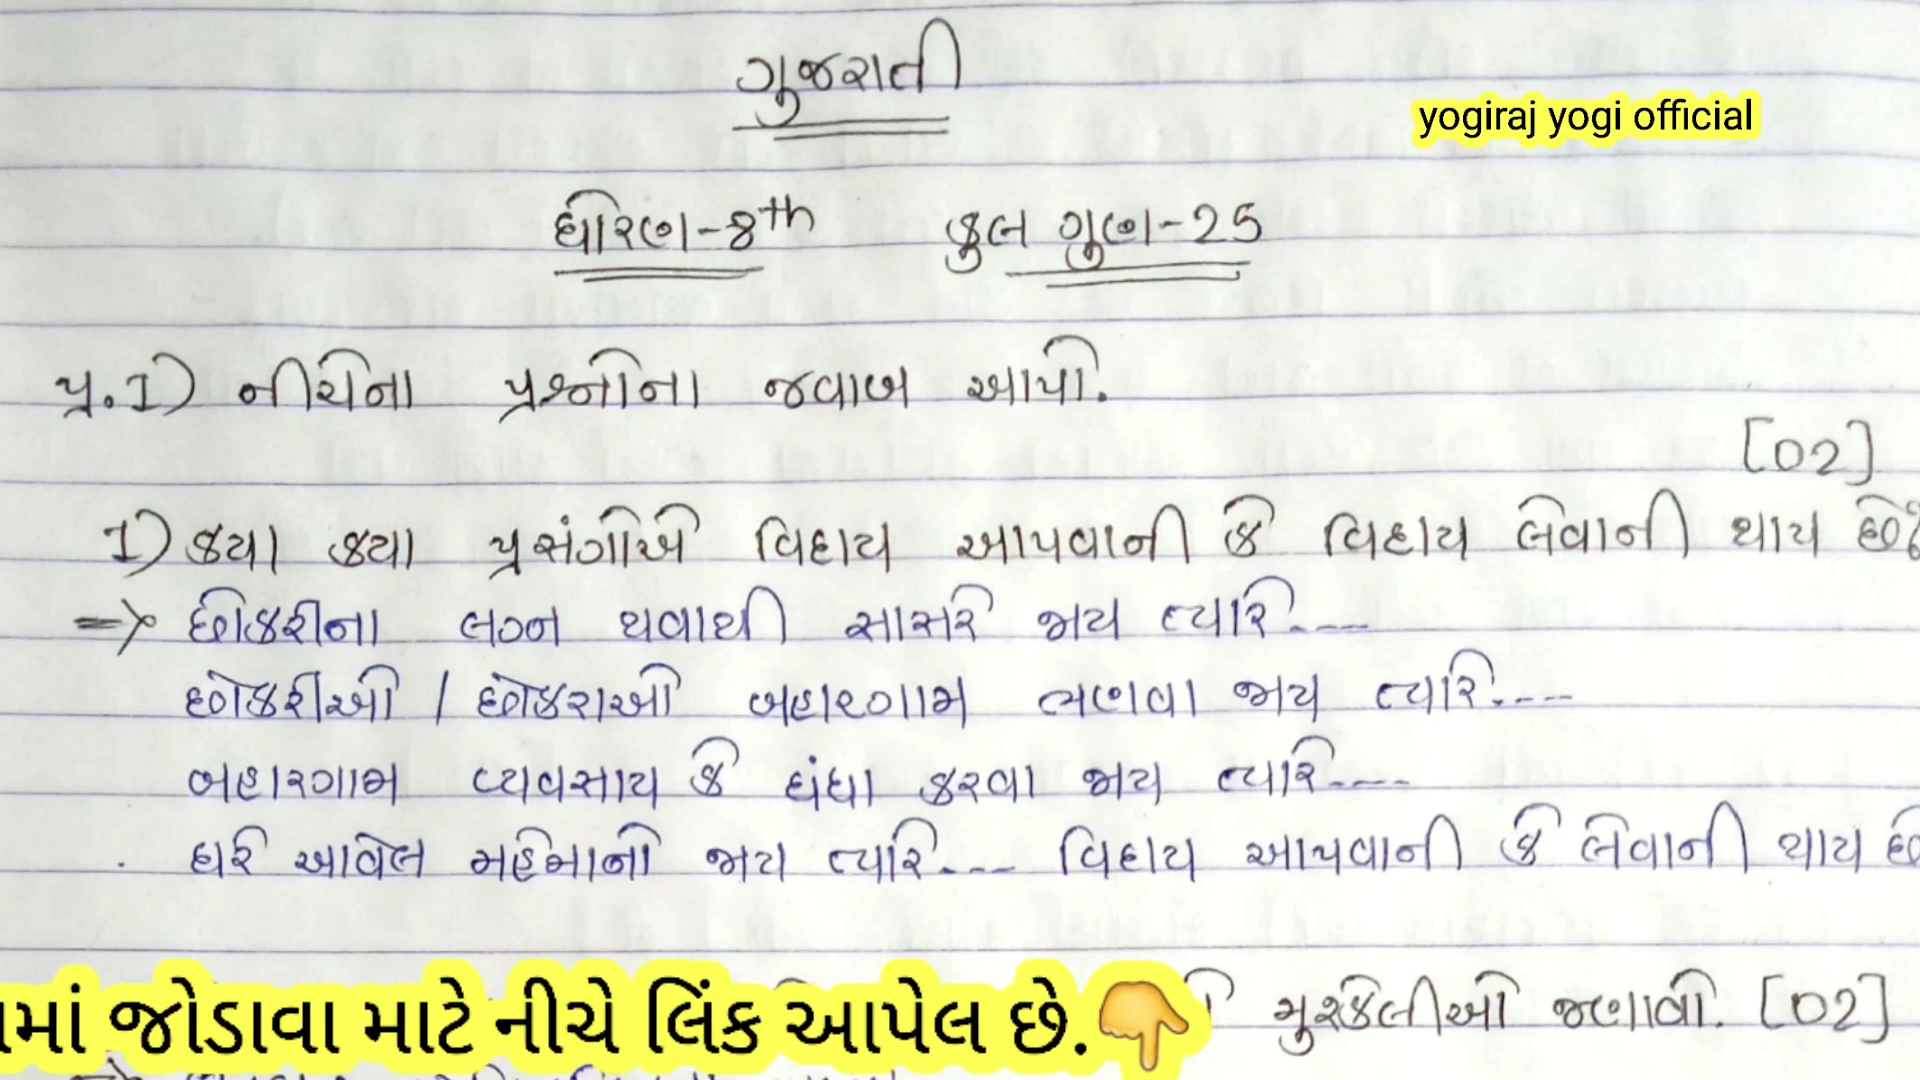 ગુજરાતી
yogiraj yogi official
ધોરણ-8th કુલ ગુણ-25
પ્ર.1) નીચેના પ્રશ્નોના જવાબ આપો.
[02]
1) કયા કયા પ્રસંગોએ વિદાય આપવાની કે વિદાય લેવાની થાય છે?
=> છોકરીના લગ્ન થવાથી સાસરે જાય ત્યારે----
છોકરીઓ / છોકરાઓ બહારગામ ભણવા જાય ત્યારે----
બહારગામ વ્યવસાય કે ધંધા કરવા જાય ત્યારે----
ઘરે આવેલ મહેમાનો જાય ત્યારે---- વિદાય આપવાની કે લેવાની થાય છે
મુશ્કેલીઓ જણાવો. [02]
માં જોડાવા માટે નીચે લિંક આપેલ છે.👇